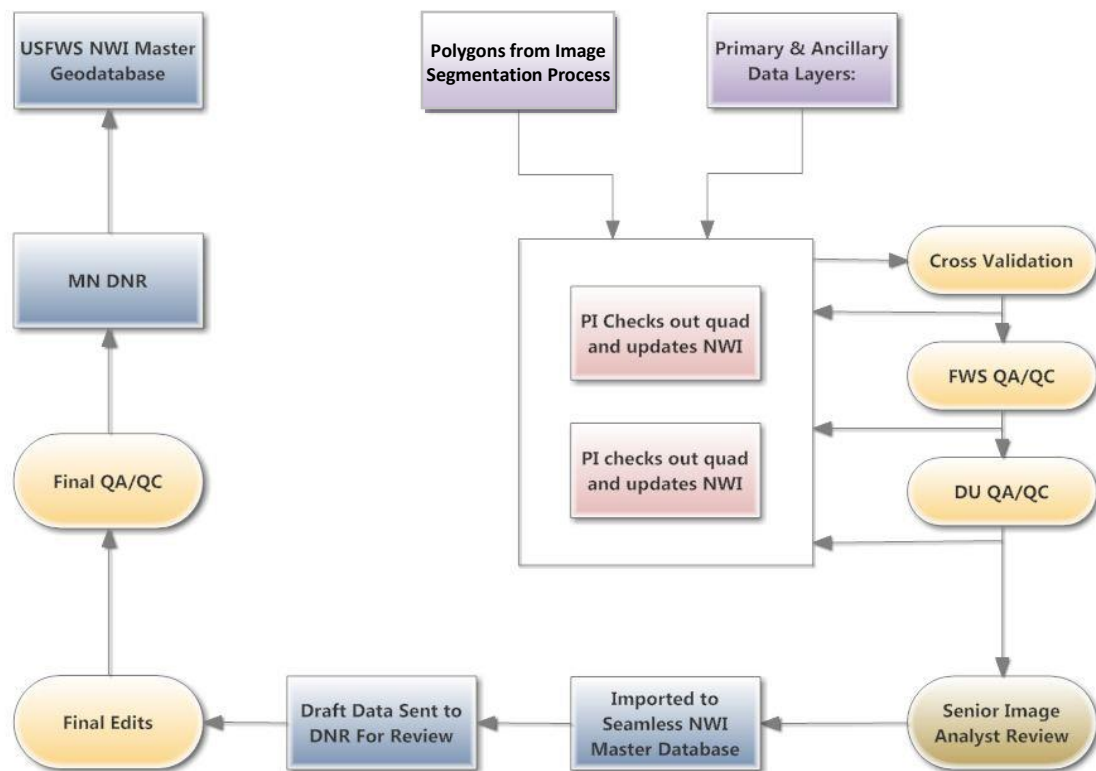 USFWS NWI Master
Geodatabase
Polygons from Image
Segmentation Process
Primary & Ancillary
Data Layers:
MN DNR
Cross Validation
PI Checks out quad
and updates NWI
FWS QA/QC
Final QA/QC
PI checks out quad
and updates NWI
DU QA/QC
Final Edits
Draft Data Sent to
DNR For Review
Imported to
Seamless NWI
Master Database
Senior Image
Analyst Review